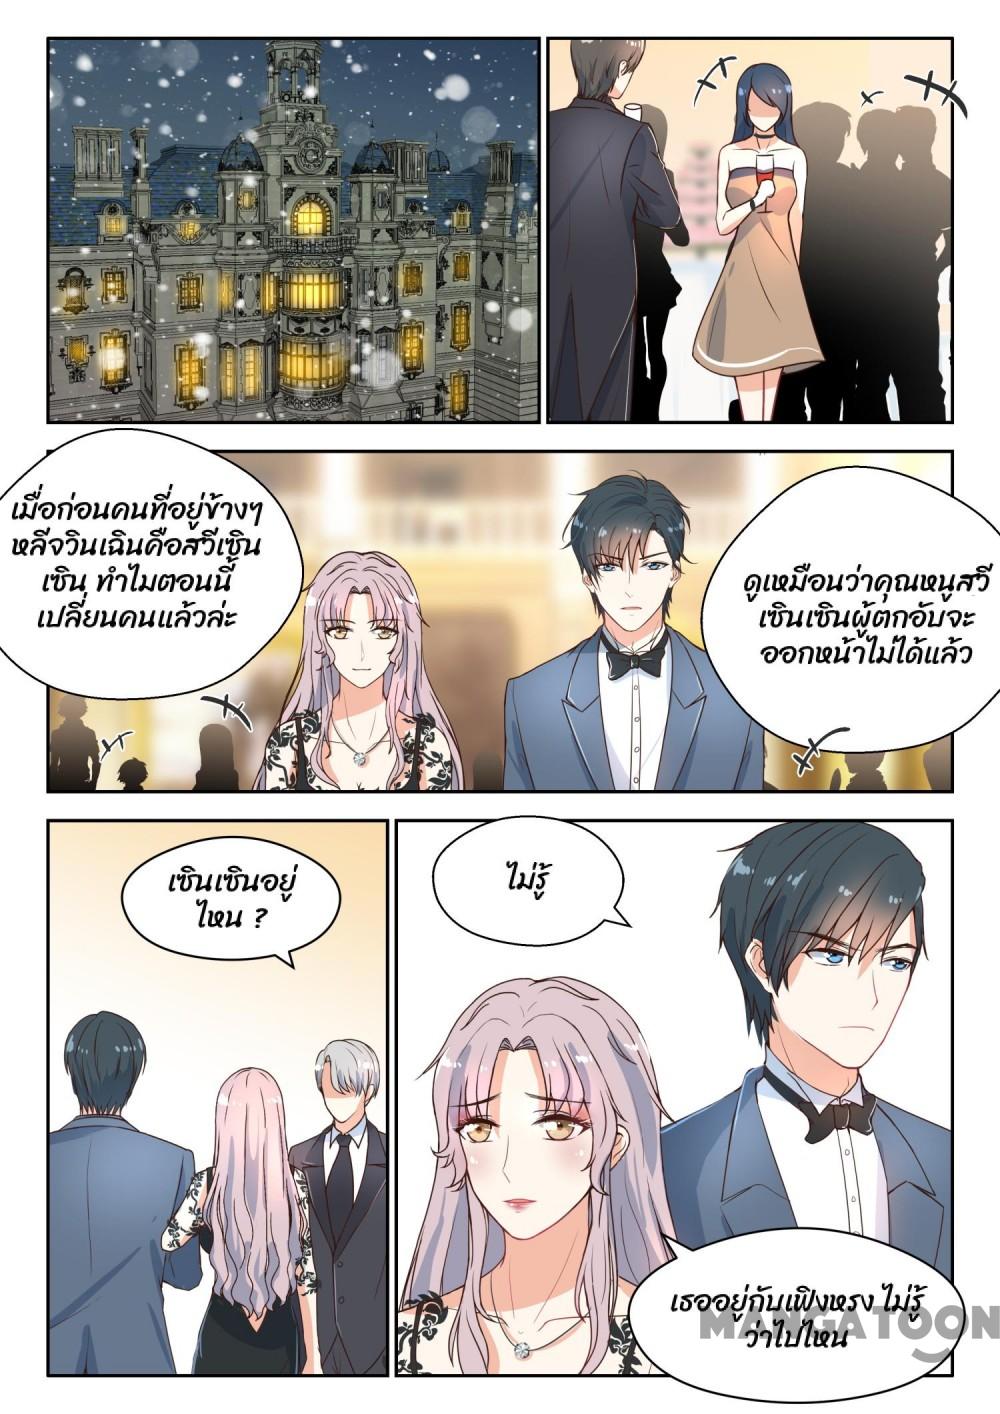 เมื่อก่อนคนที่อยู่ข้างๆ
หลีจวินเฉินคือสวีเซิน
เซิน ทำไมตอนนี้
เปลี่ยนคนแล้วล่ะ
ดูเหมือนว่าคุณหนูสวี
เซินเซินผู้ตกอับจะ
ออกหน้าไม่ได้แล้ว
เซินเซินอยู่
ไหน ?
ไม่รู้
เธออยู่กับเฟิงหรง ไม่รู้
ว่าไปไหน
MANGATOON